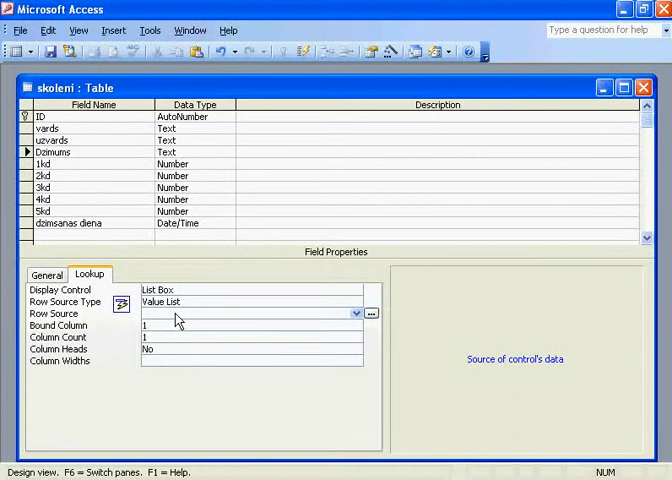 Microsoft Access
File Edit View Insert Tools Window Help Type a question for help
skoleni : Table
Field Name Data Type Description
ID AutoNumber
vards Text
uzvards Text
Dzimums Text
1kd Number
2kd Number
3kd Number
4kd Number
5kd Number
dzimsanas diena Date/Time
Field Properties
General Lookup
Display Control List Box
Row Source Type Value List
Row Source
Bound Column 1
Column Count 1
Column Heads No
Column Widths
Source of control's data
Design view. F6 = Switch panes. F1 = Help. NUM